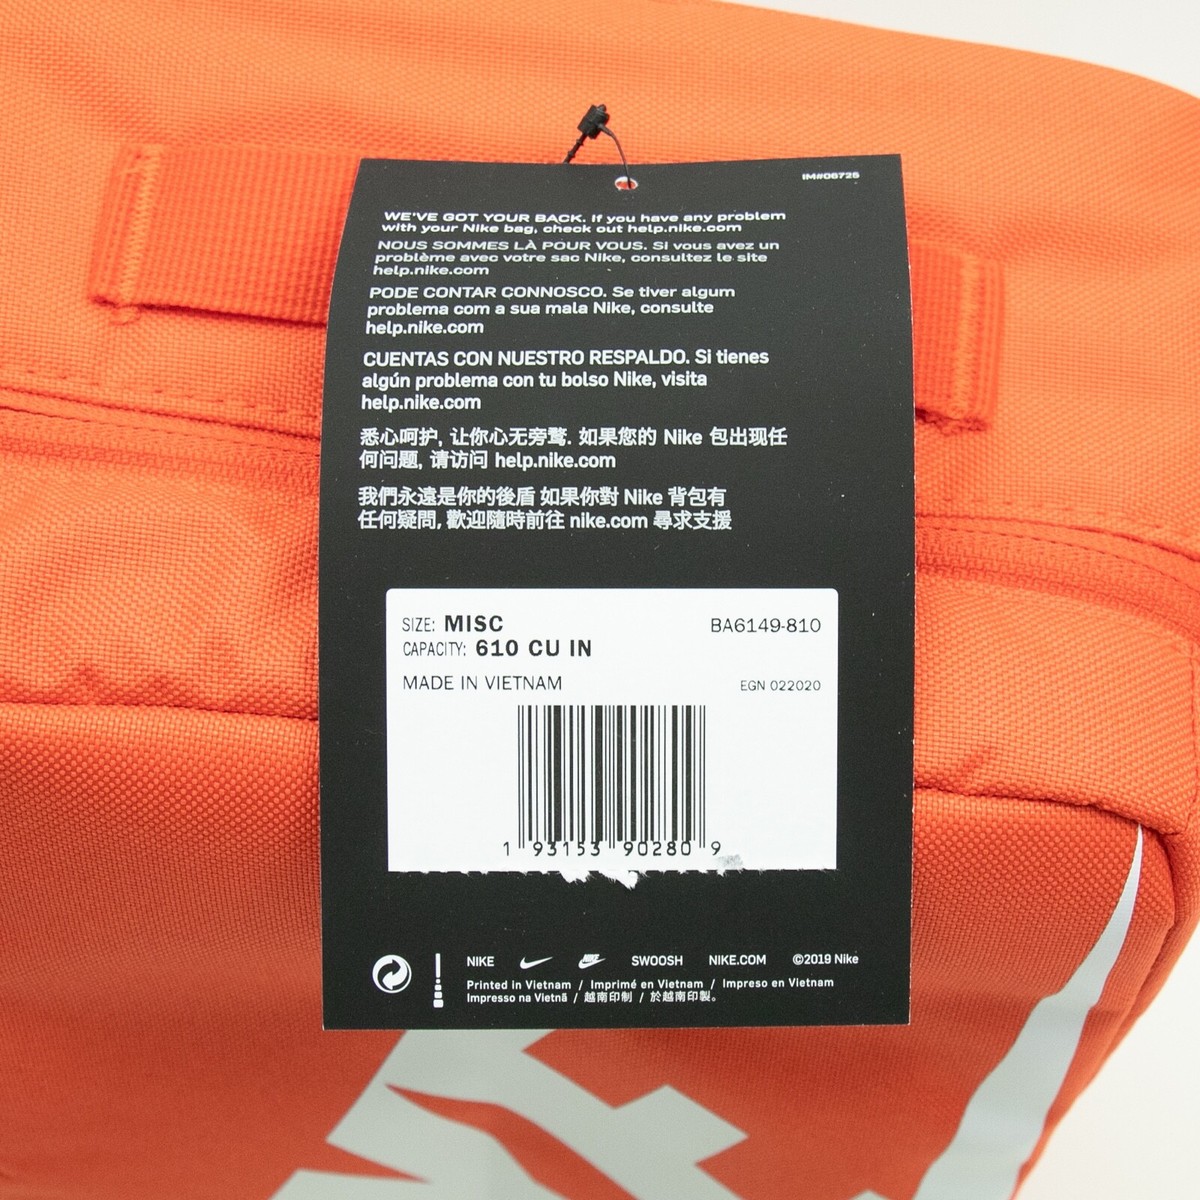 IM#06725
WE'VE GOT YOUR BACK. If you have any problem
with your Nike bag, check out help.nike.com
NOUS SOMMES LÀ POUR VOUS. Si vous avez un
problème avec votre sac Nike, consultez le site
help.nike.com
PODE CONTAR CONNOSCO. Se tiver algum
problema com a sua mala Nike, consulte
help.nike.com
CUENTAS CON NUESTRO RESPALDO. Si tienes
algún problema con tu bolso Nike, visita
help.nike.com
悉心呵护, 让你心无旁骛. 如果您的 Nike 包出现任
何问题, 请访问 help.nike.com
我們永遠是你的後盾 如果你對 Nike 背包有
任何疑問, 歡迎隨時前往 nike.com 尋求支援
SIZE: MISC BA6149-810
CAPACITY: 610 CU IN
MADE IN VIETNAM EGN 022020
1 93153 90280 9
NIKE NIKE SWOOSH NIKE.COM ©2019 Nike
Printed in Vietnam / Imprimé en Vietnam / Impreso en Vietnam
Impresso na Vietnã / 越南印制 / 於越南印製。